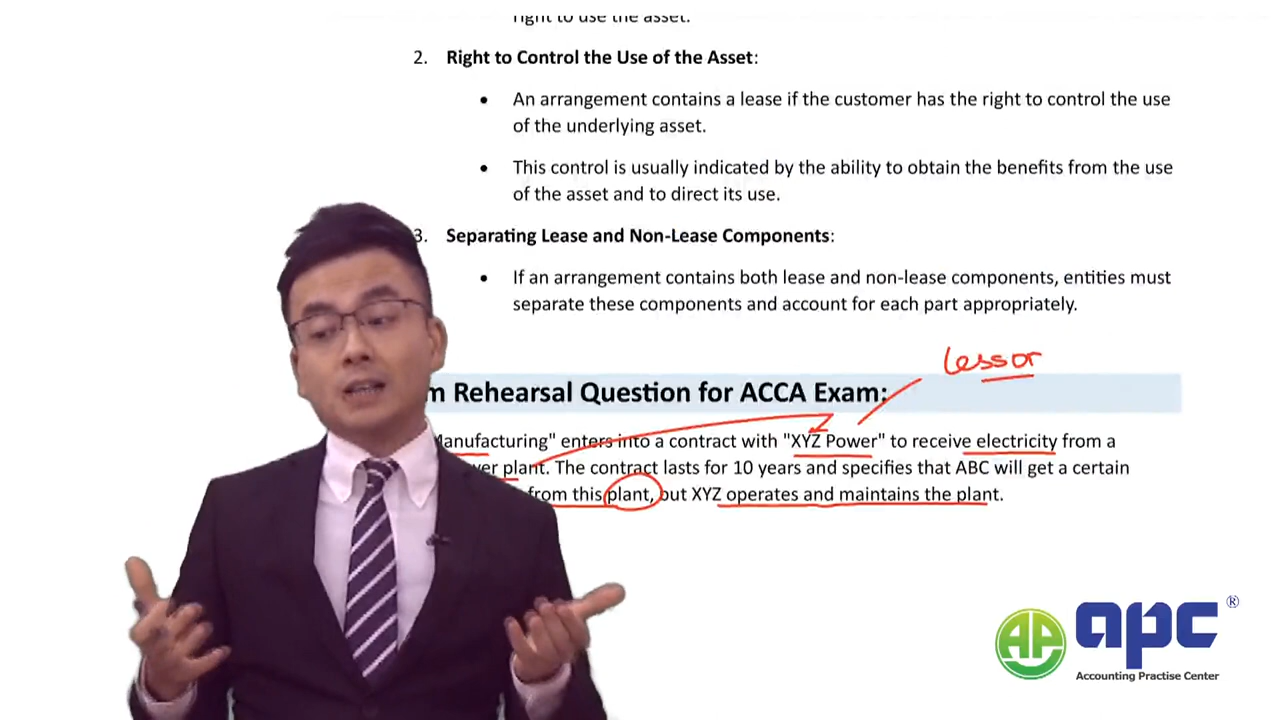 right to use the asset.
2. Right to Control the Use of the Asset:
• An arrangement contains a lease if the customer has the right to control the use
of the underlying asset.
• This control is usually indicated by the ability to obtain the benefits from the use
of the asset and to direct its use.
3. Separating Lease and Non-Lease Components:
• If an arrangement contains both lease and non-lease components, entities must
separate these components and account for each part appropriately.
lessor
m Rehearsal Question for ACCA Exam:
Manufacturing" enters into a contract with "XYZ Power" to receive electricity from a
wer plant. The contract lasts for 10 years and specifies that ABC will get a certain
from this plant, but XYZ operates and maintains the plant.
AP
apc ®
Accounting Practise Center